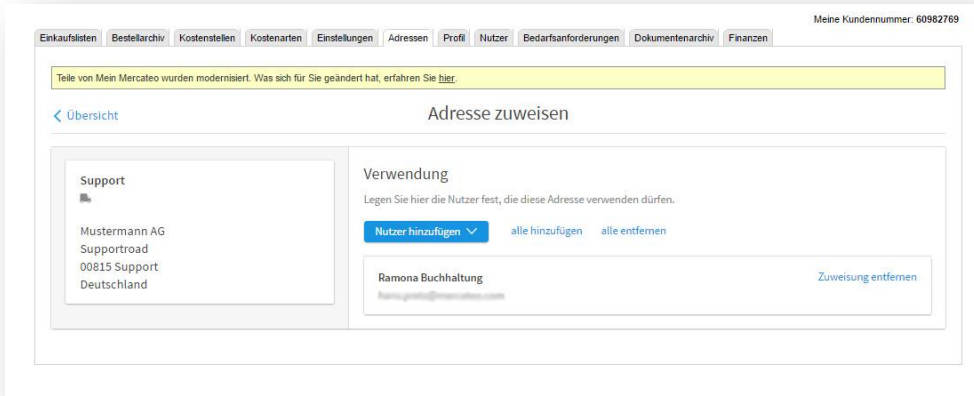 Meine Kundennummer: 60982769
Einkaufslisten Bestellarchiv Kostenstellen Kostenarten Einstellungen Adressen Profil Nutzer Bedarfsanforderungen Dokumentenarchiv Finanzen
Teile von Mein Mercateo wurden modernisiert. Was sich für Sie geändert hat, erfahren Sie hier.
Übersicht
Adresse zuweisen
Support
Mustermann AG
Supportroad
00815 Support
Deutschland
Verwendung
Legen Sie hier die Nutzer fest, die diese Adresse verwenden dürfen.
Nutzer hinzufügen alle hinzufügen alle entfernen
Ramona Buchhaltung Zuweisung entfernen